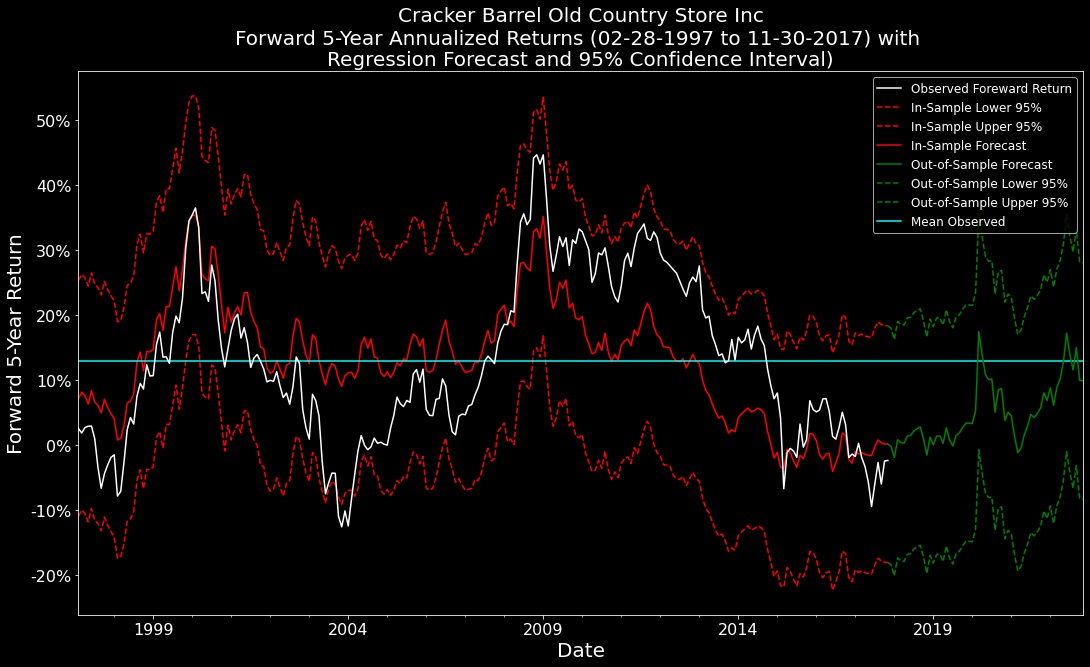 Cracker Barrel Old Country Store Inc
Forward 5-Year Annualized Returns (02-28-1997 to 11-30-2017) with
Regression Forecast and 95% Confidence Interval)
Observed Foreward Return
In-Sample Lower 95%
In-Sample Upper 95%
In-Sample Forecast
Out-of-Sample Forecast
Out-of-Sample Lower 95%
Out-of-Sample Upper 95%
Mean Observed
Forward 5-Year Return
50%
40%
30%
20%
10%
0%
-10%
-20%
1999
2004
2009
2014
2019
Date